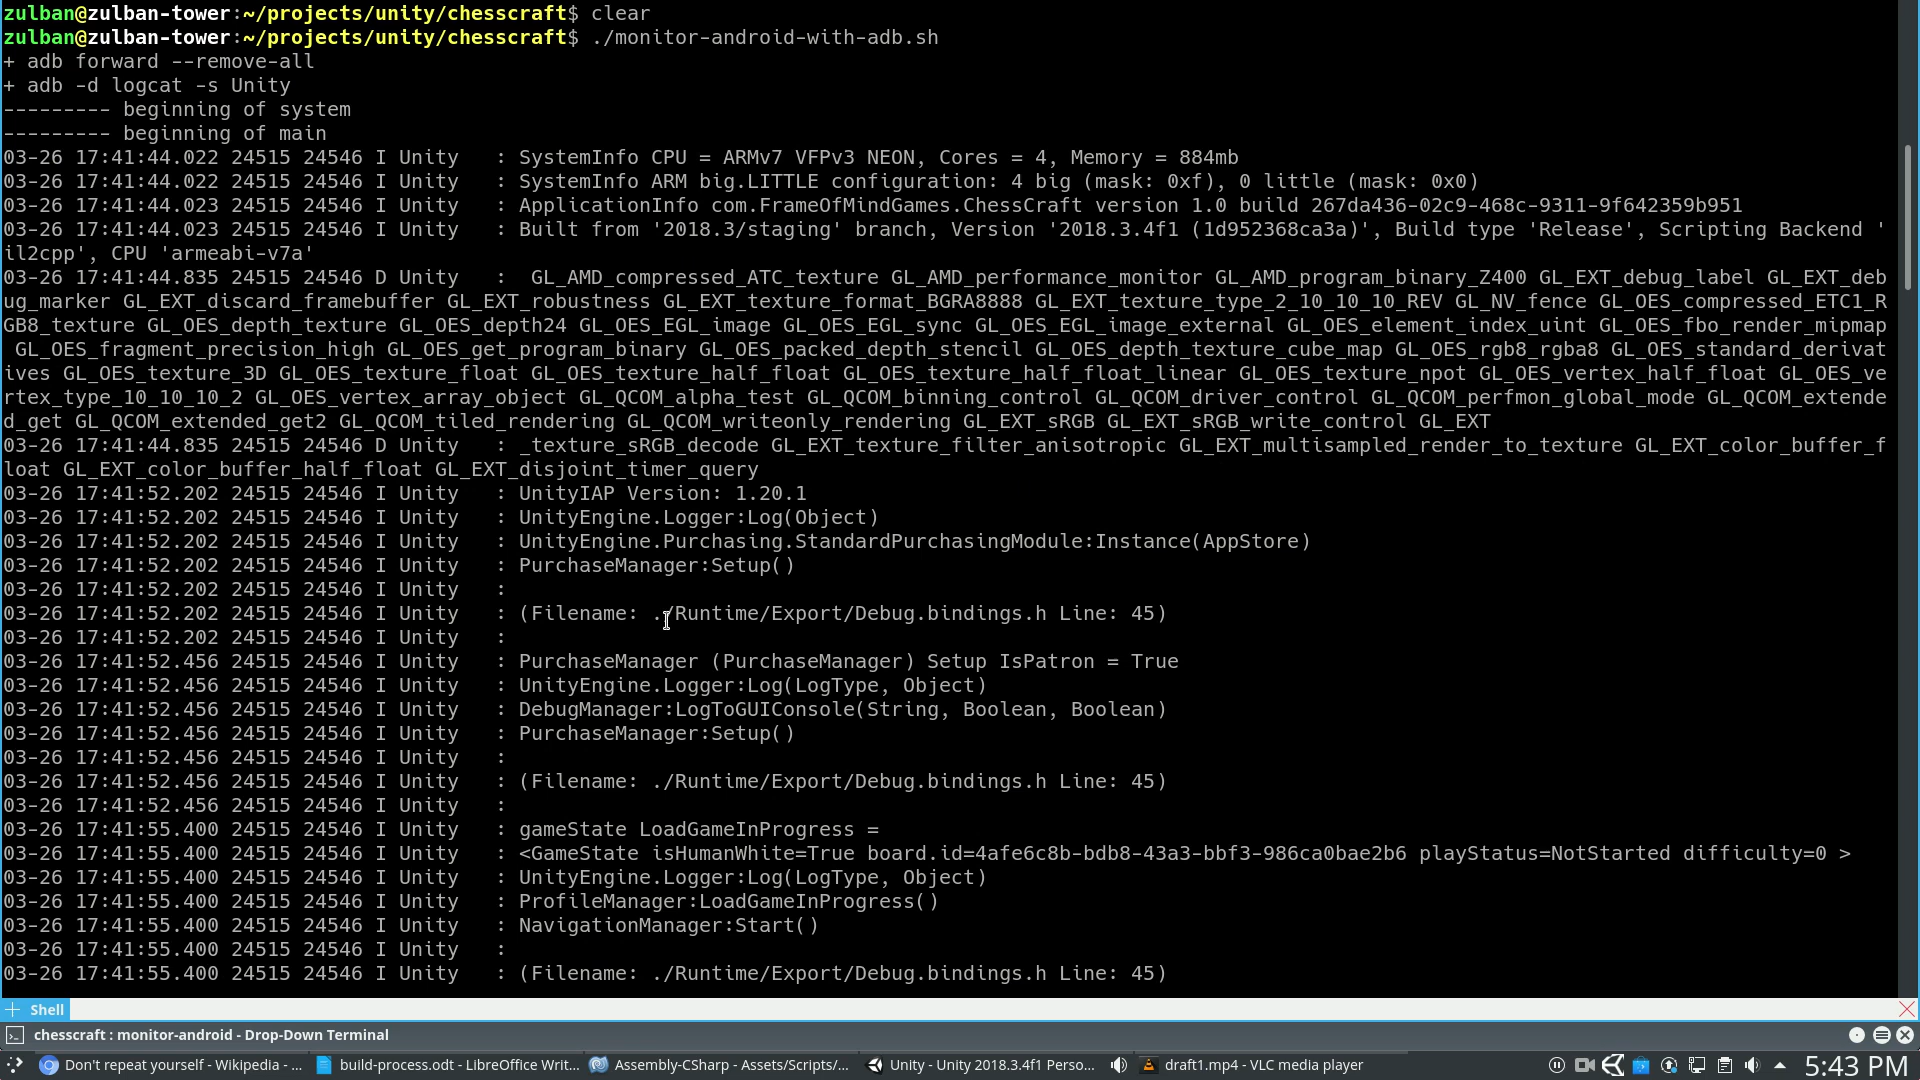 zulban@zulban-tower:~/projects/unity/chesscraft$ clear
zulban@zulban-tower:~/projects/unity/chesscraft$ ./monitor-android-with-adb.sh
+ adb forward --remove-all
+ adb -d logcat -s Unity
--------- beginning of system
--------- beginning of main
03-26 17:41:44.022 24515 24546 I Unity   : SystemInfo CPU = ARMv7 VFPv3 NEON, Cores = 4, Memory = 884mb
03-26 17:41:44.022 24515 24546 I Unity   : SystemInfo ARM big.LITTLE configuration: 4 big (mask: 0xf), 0 little (mask: 0x0)
03-26 17:41:44.023 24515 24546 I Unity   : ApplicationInfo com.FrameOfMindGames.ChessCraft version 1.0 build 267da436-02c9-468c-9311-9f642359b951
03-26 17:41:44.023 24515 24546 I Unity   : Built from '2018.3/staging' branch, Version '2018.3.4f1 (1d952368ca3a)', Build type 'Release', Scripting Backend '
il2cpp', CPU 'armeabi-v7a'
03-26 17:41:44.835 24515 24546 D Unity   :  GL_AMD_compressed_ATC_texture GL_AMD_performance_monitor GL_AMD_program_binary_Z400 GL_EXT_debug_label GL_EXT_deb
ug_marker GL_EXT_discard_framebuffer GL_EXT_robustness GL_EXT_texture_format_BGRA8888 GL_EXT_texture_type_2_10_10_10_REV GL_NV_fence GL_OES_compressed_ETC1_R
GB8_texture GL_OES_depth_texture GL_OES_depth24 GL_OES_EGL_image GL_OES_EGL_sync GL_OES_EGL_image_external GL_OES_element_index_uint GL_OES_fbo_render_mipmap
 GL_OES_fragment_precision_high GL_OES_get_program_binary GL_OES_packed_depth_stencil GL_OES_depth_texture_cube_map GL_OES_rgb8_rgba8 GL_OES_standard_derivat
ives GL_OES_texture_3D GL_OES_texture_float GL_OES_texture_half_float GL_OES_texture_half_float_linear GL_OES_texture_npot GL_OES_vertex_half_float GL_OES_ve
rtex_type_10_10_10_2 GL_OES_vertex_array_object GL_QCOM_alpha_test GL_QCOM_binning_control GL_QCOM_driver_control GL_QCOM_perfmon_global_mode GL_QCOM_extende
d_get GL_QCOM_extended_get2 GL_QCOM_tiled_rendering GL_QCOM_writeonly_rendering GL_EXT_sRGB GL_EXT_sRGB_write_control GL_EXT
03-26 17:41:44.835 24515 24546 D Unity   : _texture_sRGB_decode GL_EXT_texture_filter_anisotropic GL_EXT_multisampled_render_to_texture GL_EXT_color_buffer_f
loat GL_EXT_color_buffer_half_float GL_EXT_disjoint_timer_query
03-26 17:41:52.202 24515 24546 I Unity   : UnityIAP Version: 1.20.1
03-26 17:41:52.202 24515 24546 I Unity   : UnityEngine.Logger:Log(Object)
03-26 17:41:52.202 24515 24546 I Unity   : UnityEngine.Purchasing.StandardPurchasingModule:Instance(AppStore)
03-26 17:41:52.202 24515 24546 I Unity   : PurchaseManager:Setup()
03-26 17:41:52.202 24515 24546 I Unity   :
03-26 17:41:52.202 24515 24546 I Unity   : (Filename: ./Runtime/Export/Debug.bindings.h Line: 45)
03-26 17:41:52.202 24515 24546 I Unity   :
03-26 17:41:52.456 24515 24546 I Unity   : PurchaseManager (PurchaseManager) Setup IsPatron = True
03-26 17:41:52.456 24515 24546 I Unity   : UnityEngine.Logger:Log(LogType, Object)
03-26 17:41:52.456 24515 24546 I Unity   : DebugManager:LogToGUIConsole(String, Boolean, Boolean)
03-26 17:41:52.456 24515 24546 I Unity   : PurchaseManager:Setup()
03-26 17:41:52.456 24515 24546 I Unity   :
03-26 17:41:52.456 24515 24546 I Unity   : (Filename: ./Runtime/Export/Debug.bindings.h Line: 45)
03-26 17:41:52.456 24515 24546 I Unity   :
03-26 17:41:55.400 24515 24546 I Unity   : gameState LoadGameInProgress =
03-26 17:41:55.400 24515 24546 I Unity   : <GameState isHumanWhite=True board.id=4afe6c8b-bdb8-43a3-bbf3-986ca0bae2b6 playStatus=NotStarted difficulty=0 >
03-26 17:41:55.400 24515 24546 I Unity   : UnityEngine.Logger:Log(LogType, Object)
03-26 17:41:55.400 24515 24546 I Unity   : ProfileManager:LoadGameInProgress()
03-26 17:41:55.400 24515 24546 I Unity   : NavigationManager:Start()
03-26 17:41:55.400 24515 24546 I Unity   :
03-26 17:41:55.400 24515 24546 I Unity   : (Filename: ./Runtime/Export/Debug.bindings.h Line: 45)
Shell
chesscraft : monitor-android - Drop-Down Terminal
Don't repeat yourself - Wikipedia - ... build-process.odt - LibreOffice Writ... Assembly-CSharp - Assets/Scripts/... Unity - Unity 2018.3.4f1 Perso... draft1.mp4 - VLC media player 5:43 PM